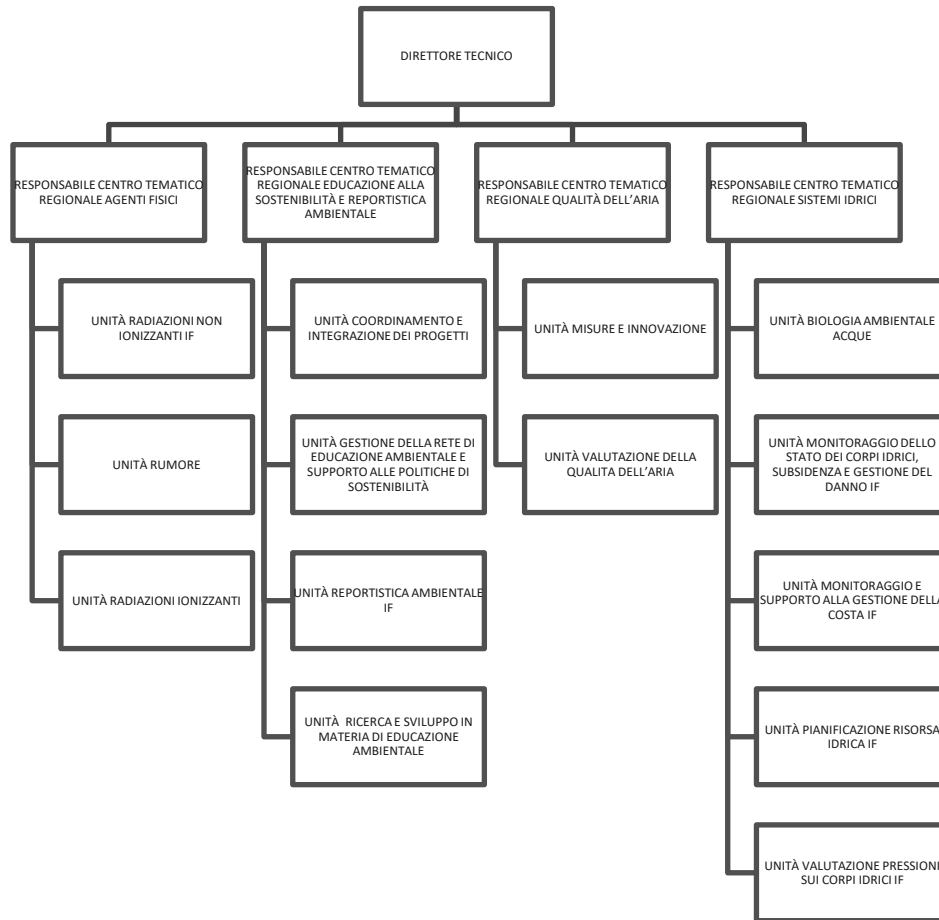 DIRETTORE TECNICO
RESPONSABILE CENTRO TEMATICO
REGIONALE AGENTI FISICI
RESPONSABILE CENTRO TEMATICO
REGIONALE EDUCAZIONE ALLA
SOSTENIBILITÀ E REPORTISTICA
AMBIENTALE
RESPONSABILE CENTRO TEMATICO
REGIONALE QUALITÀ DELL'ARIA
RESPONSABILE CENTRO TEMATICO
REGIONALE SISTEMI IDRICI
UNITÀ RADIAZIONI NON
IONIZZANTI IF
UNITÀ RUMORE
UNITÀ RADIAZIONI IONIZZANTI
UNITÀ COORDINAMENTO E
INTEGRAZIONE DEI PROGETTI
UNITÀ GESTIONE DELLA RETE DI
EDUCAZIONE AMBIENTALE E
SUPPORTO ALLE POLITICHE DI
SOSTENIBILITÀ
UNITÀ REPORTISTICA AMBIENTALE
IF
UNITÀ RICERCA E SVILUPPO IN
MATERIA DI EDUCAZIONE
AMBIENTALE
UNITÀ MISURE E INNOVAZIONE
UNITÀ VALUTAZIONE DELLA
QUALITA DELL'ARIA
UNITÀ BIOLOGIA AMBIENTALE
ACQUE
UNITÀ MONITORAGGIO DELLO
STATO DEI CORPI IDRICI,
SUBSIDENZA E GESTIONE DEL
DANNO IF
UNITÀ MONITORAGGIO E
SUPPORTO ALLA GESTIONE DELLA
COSTA IF
UNITÀ PIANIFICAZIONE RISORSA
IDRICA IF
UNITÀ VALUTAZIONE PRESSIONI
SUI CORPI IDRICI IF